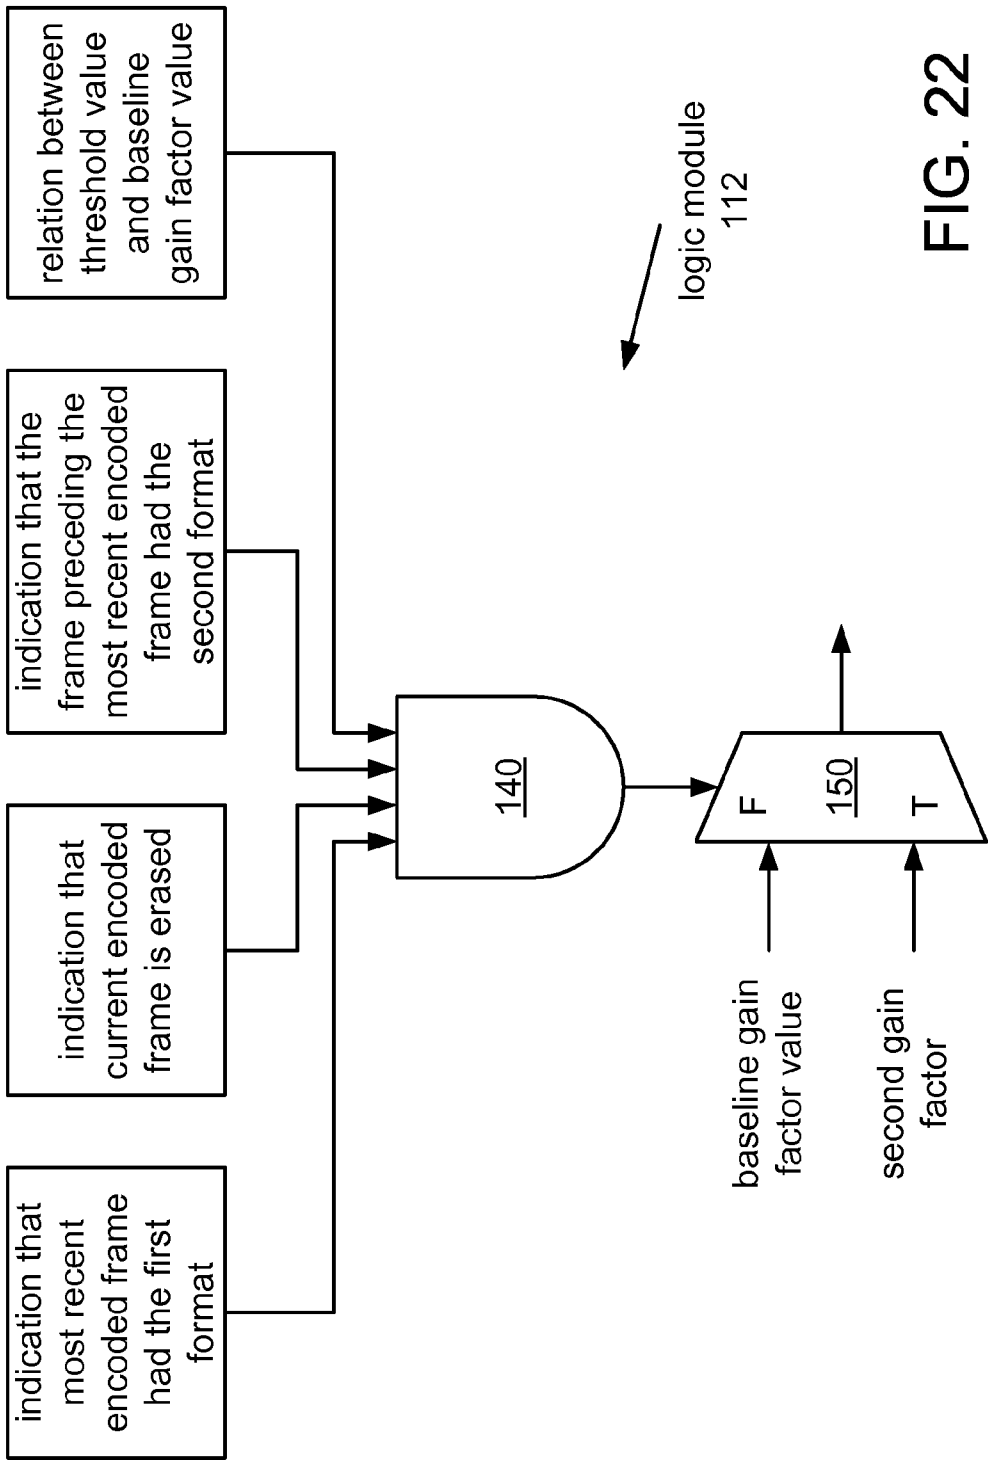 indication that
most recent
encoded frame
had the first
format
indication that
current encoded
frame is erased
indication that the
frame preceding the
most recent encoded
frame had the
second format
relation between
threshold value
and baseline
gain factor value
140
logic module
112
baseline gain
factor value
second gain
factor
F
150
T
FIG. 22